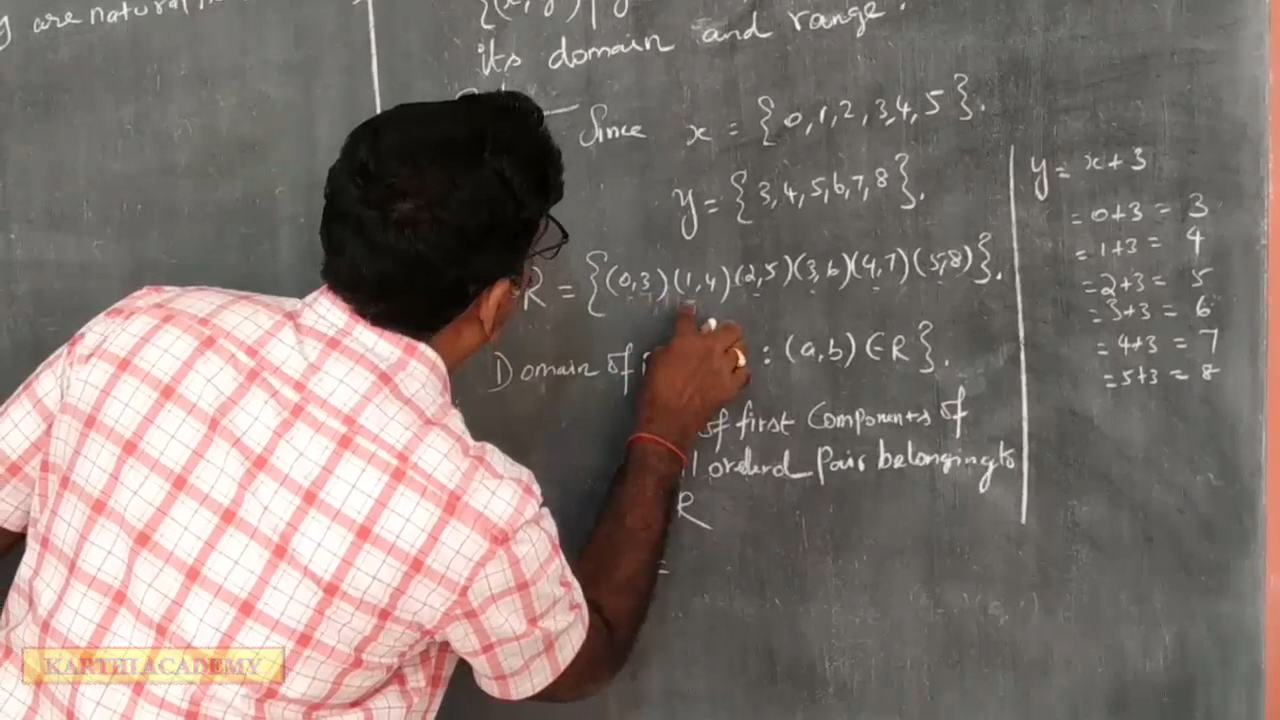 y are natural
{(x, y) | y
its domain and range.
Since x = {0,1,2,3,4,5}.
y = {3,4,5,6,7,8}.
R = {(0,3)(1,4)(2,5)(3,6)(4,7)(5,8)}.
Domain of : (a,b) ∈ R}.
of first Components of
orderd Pair belonging to
R
=
y = x+3
= 0+3 = 3
= 1+3 = 4
= 2+3 = 5
= 3+3 = 6
= 4+3 = 7
= 5+3 = 8
KARTHI ACADEMY